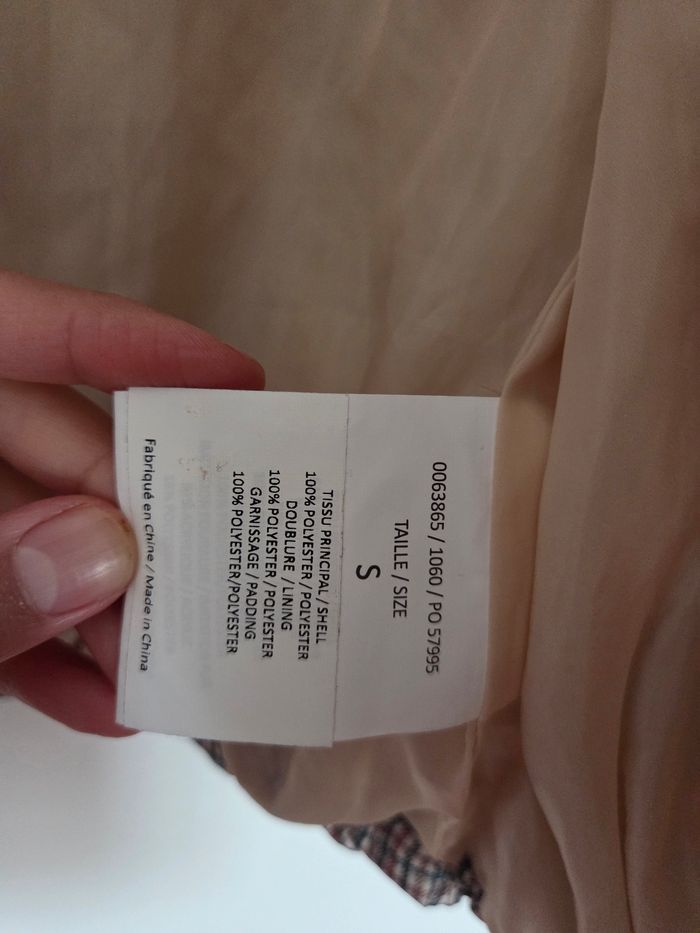 0063865 / 1060 / PO 57995
TAILLE / SIZE
S
TISSU PRINCIPAL / SHELL
100% POLYESTER / POLYESTER
DOUBLURE / LINING
100% POLYESTER / POLYESTER
GARNISSAGE / PADDING
100% POLYESTER/POLYESTER
Fabriqué en Chine / Made in China